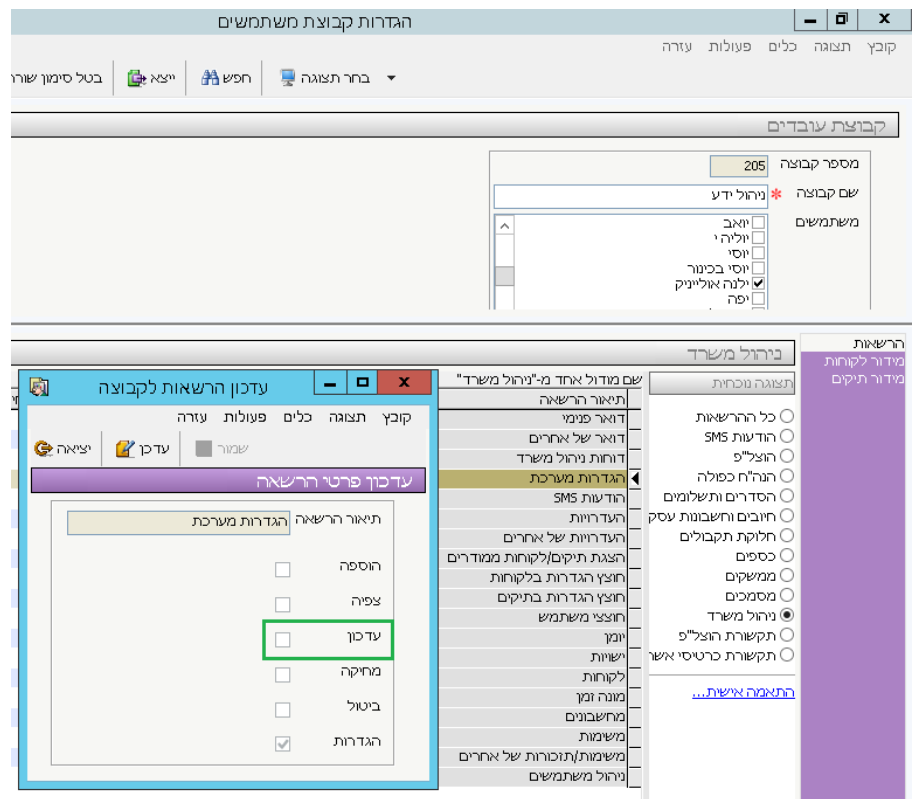 הגדרות קבוצת משתמשים
קובץ תצוגה כלים פעולות עזרה
בחר תצוגה חפש ייצא בטל סימון
קבוצת עובדים
מספר קבוצה 205
שם קבוצה * ניהול ידע
משתמשים
יואב
יוליה י
יוסי
יוסי בכינור
ילנה אולייניק
יפה
הרשאות
מידור לקוחות
מידור תיקים
ניהול משרד
תצוגה נוכחית
כל ההרשאות
הודעות SMS
הוצל"פ
הנה"ח כפולה
הסדרים ותשלומים
חיובים וחשבונות עסק
חלוקת תקבולים
כספים
ממשקים
מסמכים
ניהול משרד
תקשורת הוצל"פ
תקשורת כרטיסי
התאמה אישית...
שם מודול אחד מ-"ניהול משרד"
תיאור הרשאה
דואר פנימי
דואר של אחרים
דוחות ניהול משרד
הגדרות מערכת
הודעות SMS
העדרויות
העדרויות של אחרים
הצגת תיקים/לקוחות ממודרים
חוצץ הגדרות בלקוחות
חוצץ הגדרות בתיקים
חוצצי משתמש
יומן
ישויות
לקוחות
מונה זמן
מחשבונים
משימות
משימות/תזכורות של אחרים
ניהול משתמשים
עדכון הרשאות לקבוצה
קובץ תצוגה כלים פעולות עזרה
שמור עדכן יציאה
עדכון פרטי הרשאה
תיאור הרשאה הגדרות מערכת
הוספה
צפיה
עדכון
מחיקה
ביטול
הגדרות